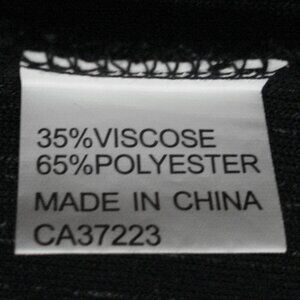 35%VISCOSE
65%POLYESTER
MADE IN CHINA
CA37223